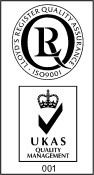 LLOYD'S REGISTER QUALITY ASSURANCE
LRQ
ISO9001
UKAS
QUALITY
MANAGEMENT
001